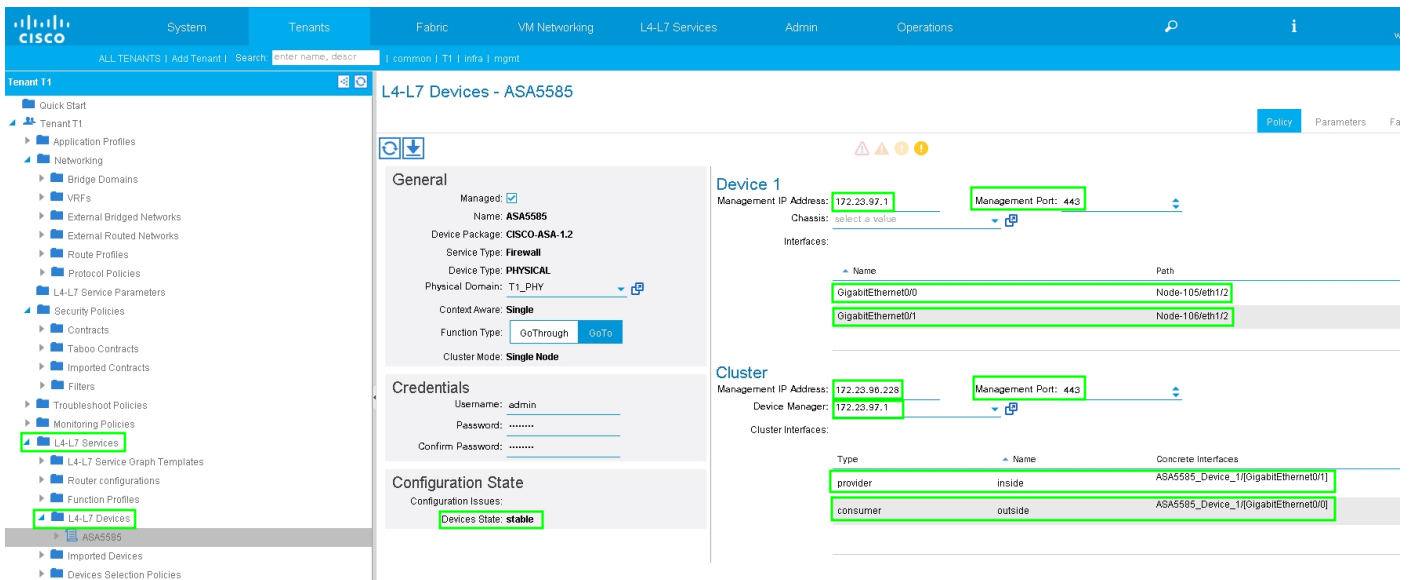 CISCO
System Tenants Fabric VM Networking L4-L7 Services Admin Operations i
ALL TENANTS | Add Tenant | Search: enter name, descr | common | T1 | infra | mgmt
Tenant T1
Quick Start
Tenant T1
Application Profiles
Networking
Bridge Domains
VRFs
External Bridged Networks
External Routed Networks
Route Profiles
Protocol Policies
L4-L7 Service Parameters
Security Policies
Contracts
Taboo Contracts
Imported Contracts
Filters
Troubleshoot Policies
Monitoring Policies
L4-L7 Services
L4-L7 Service Graph Templates
Router configurations
Function Profiles
L4-L7 Devices
ASA5585
Imported Devices
Devices Selection Policies
L4-L7 Devices - ASA5585
Policy Parameters Fa
General
Managed:
Name: ASA5585
Device Package: CISCO-ASA-1.2
Service Type: Firewall
Device Type: PHYSICAL
Physical Domain: T1_PHY
Context Aware: Single
Function Type: GoThrough GoTo
Cluster Mode: Single Node
Credentials
Username: admin
Password: ········
Confirm Password: ········
Configuration State
Configuration Issues:
Devices State: stable
Device 1
Management IP Address: 172.23.97.1 Management Port: 443
Chassis: select a value
Interfaces:
Name Path
GigabitEthernet0/0 Node-105/eth1/2
GigabitEthernet0/1 Node-106/eth1/2
Cluster
Management IP Address: 172.23.96.228 Management Port: 443
Device Manager: 172.23.97.1
Cluster Interfaces:
Type Name Concrete Interfaces
provider inside ASA5585_Device_1/[GigabitEthernet0/1]
consumer outside ASA5585_Device_1/[GigabitEthernet0/0]